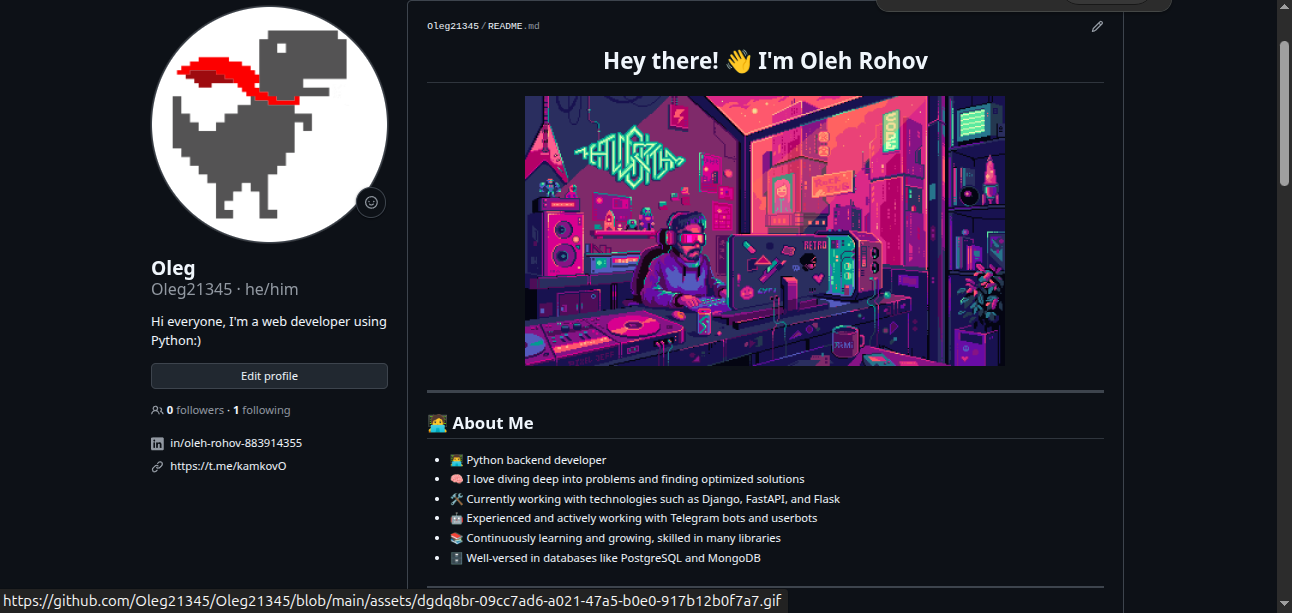 Oleg21345/README.md
Hey there! 👋 I'm Oleh Rohov
RETRO
Oleg
Oleg21345 · he/him
Hi everyone, I'm a web developer using
Python:)
Edit profile
0 followers · 1 following
in/oleh-rohov-883914355
https://t.me/kamkovO
👨‍💻 About Me
👨‍💻 Python backend developer
🧠 I love diving deep into problems and finding optimized solutions
🛠️ Currently working with technologies such as Django, FastAPI, and Flask
🤖 Experienced and actively working with Telegram bots and userbots
📚 Continuously learning and growing, skilled in many libraries
🗄️ Well-versed in databases like PostgreSQL and MongoDB
https://github.com/Oleg21345/Oleg21345/blob/main/assets/dgdq8br-09cc7ad6-a021-47a5-b0e0-917b12b0f7a7.gif